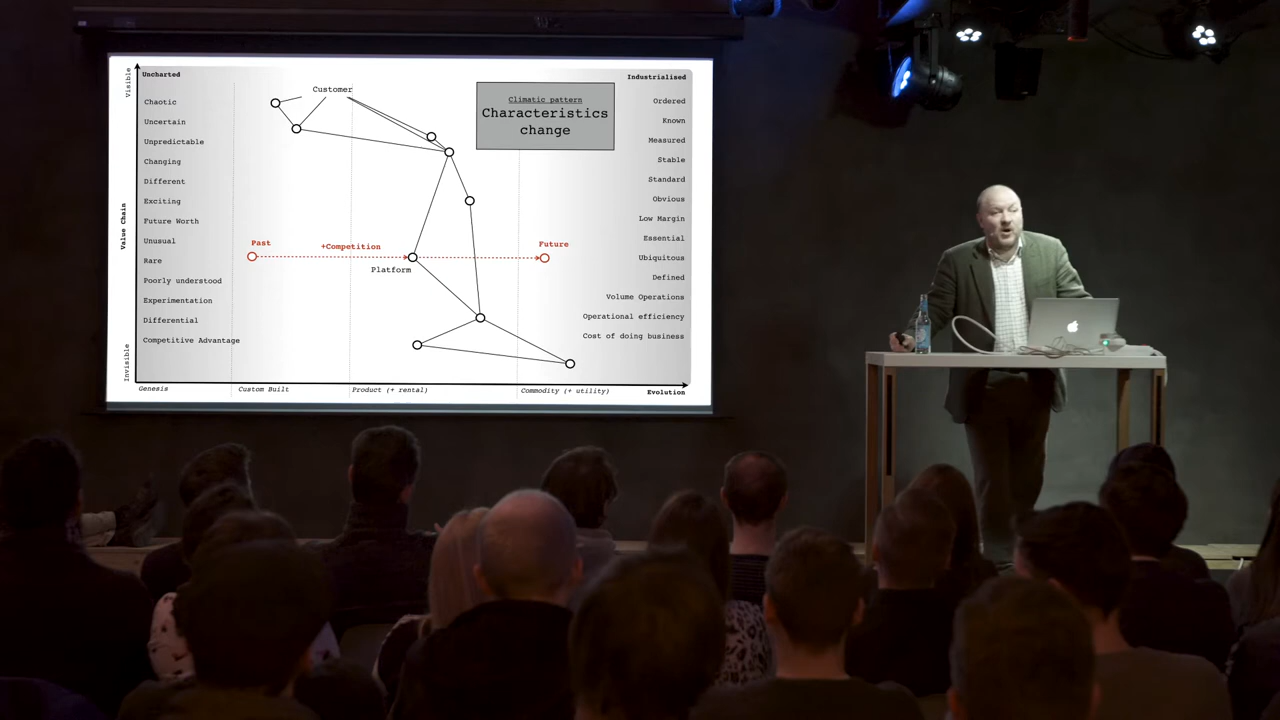 Visible
Uncharted
Industrialised
Customer
Climatic pattern
Characteristics
change
Chaotic
Uncertain
Unpredictable
Changing
Different
Exciting
Future Worth
Unusual
Rare
Poorly understood
Experimentation
Differential
Competitive Advantage
Ordered
Known
Measured
Stable
Standard
Obvious
Low Margin
Essential
Ubiquitous
Defined
Volume Operations
Operational efficiency
Cost of doing business
Value Chain
Past
+Competition
Future
Platform
Invisible
Genesis
Custom Built
Product (+ rental)
Commodity (+ utility)
Evolution